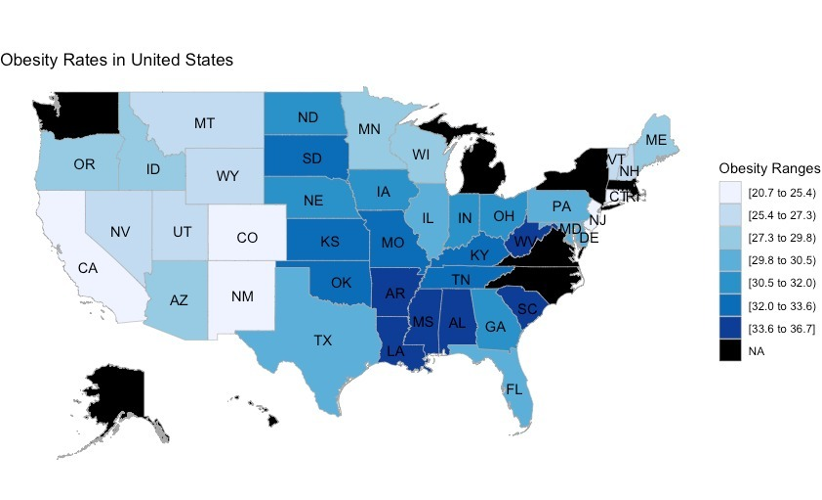 Obesity Rates in United States
MT
ND
MN
ME
VT
NH
OR
ID
SD
WI
WY
CT
RI
NE
IA
PA
NJ
NV
UT
CO
IL
IN
OH
MD
DE
CA
KS
MO
KY
WV
AZ
NM
OK
TN
AR
SC
TX
MS
AL
GA
LA
FL
Obesity Ranges
[20.7 to 25.4)
[25.4 to 27.3)
[27.3 to 29.8)
[29.8 to 30.5)
[30.5 to 32.0)
[32.0 to 33.6)
[33.6 to 36.7]
NA